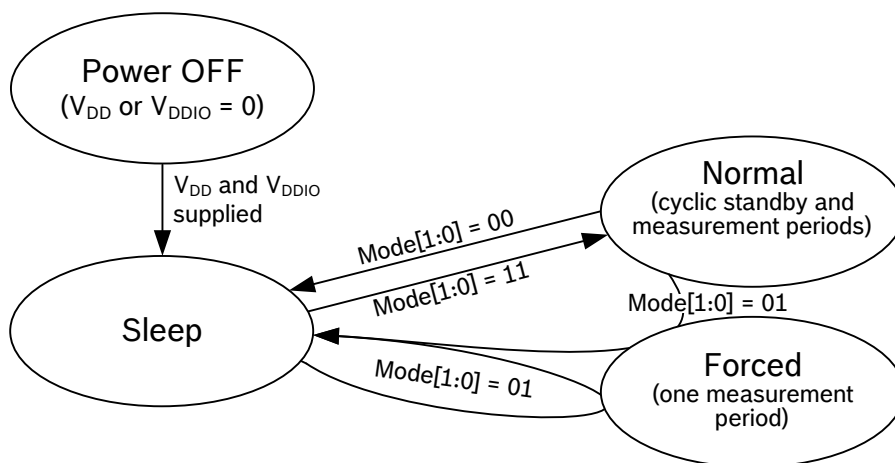 Power OFF
(VDD or VDDIO = 0)
VDD and VDDIO
supplied
Normal
(cyclic standby and
measurement periods)
Mode[1:0] = 00
Mode[1:0] = 11
Mode[1:0] = 01
Sleep
Forced
(one measurement
period)
Mode[1:0] = 01